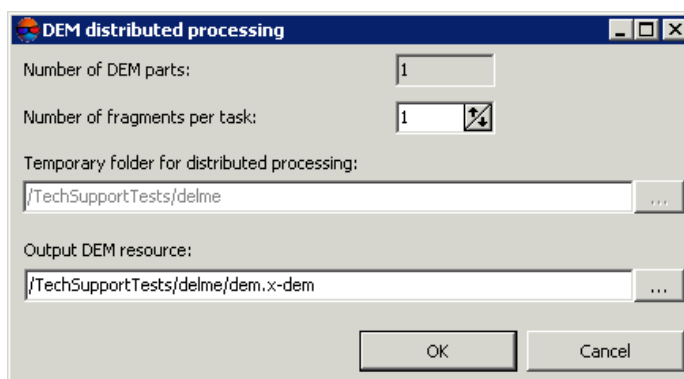 DEM distributed processing
Number of DEM parts: 1
Number of fragments per task: 1
Temporary folder for distributed processing:
/TechSupportTests/delme ...
Output DEM resource:
/TechSupportTests/delme/dem.x-dem ...
OK Cancel